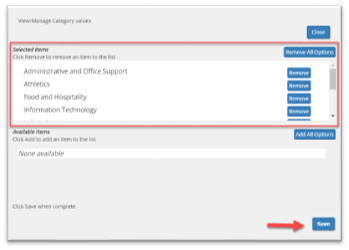 View/Manage Category values
Close
Selected Items
Remove All Options
Click Remove to remove an item to the list
Administrative and Office Support
Remove
Athletics
Remove
Food and Hospitality
Remove
Information Technology
Remove
Available Items
Add All Options
Click Add to add an item to the list
None available
Click Save when complete
Save